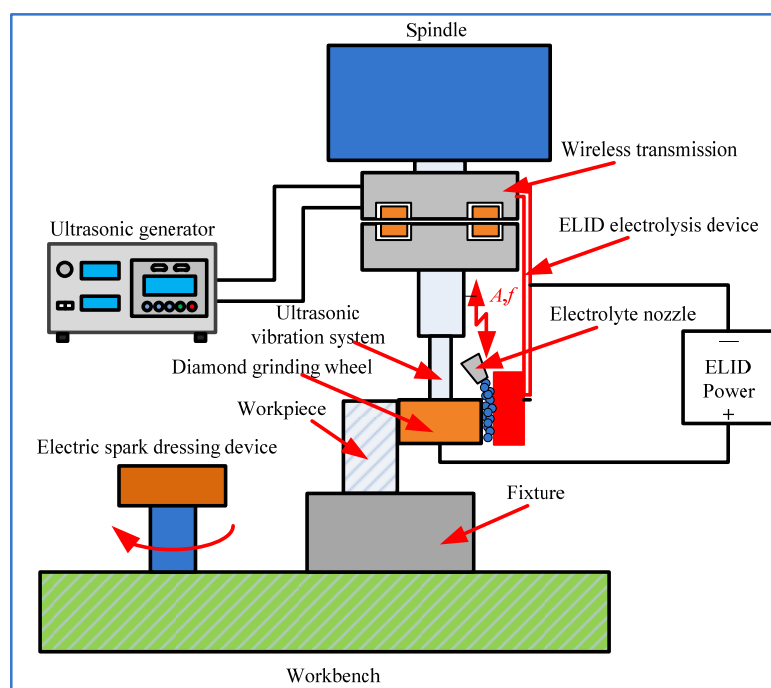 Spindle
Wireless transmission
Ultrasonic generator
ELID electrolysis device
A,f
Ultrasonic
vibration system
Electrolyte nozzle
Diamond grinding wheel
—
ELID
Power
+
Workpiece
Electric spark dressing device
Fixture
Workbench